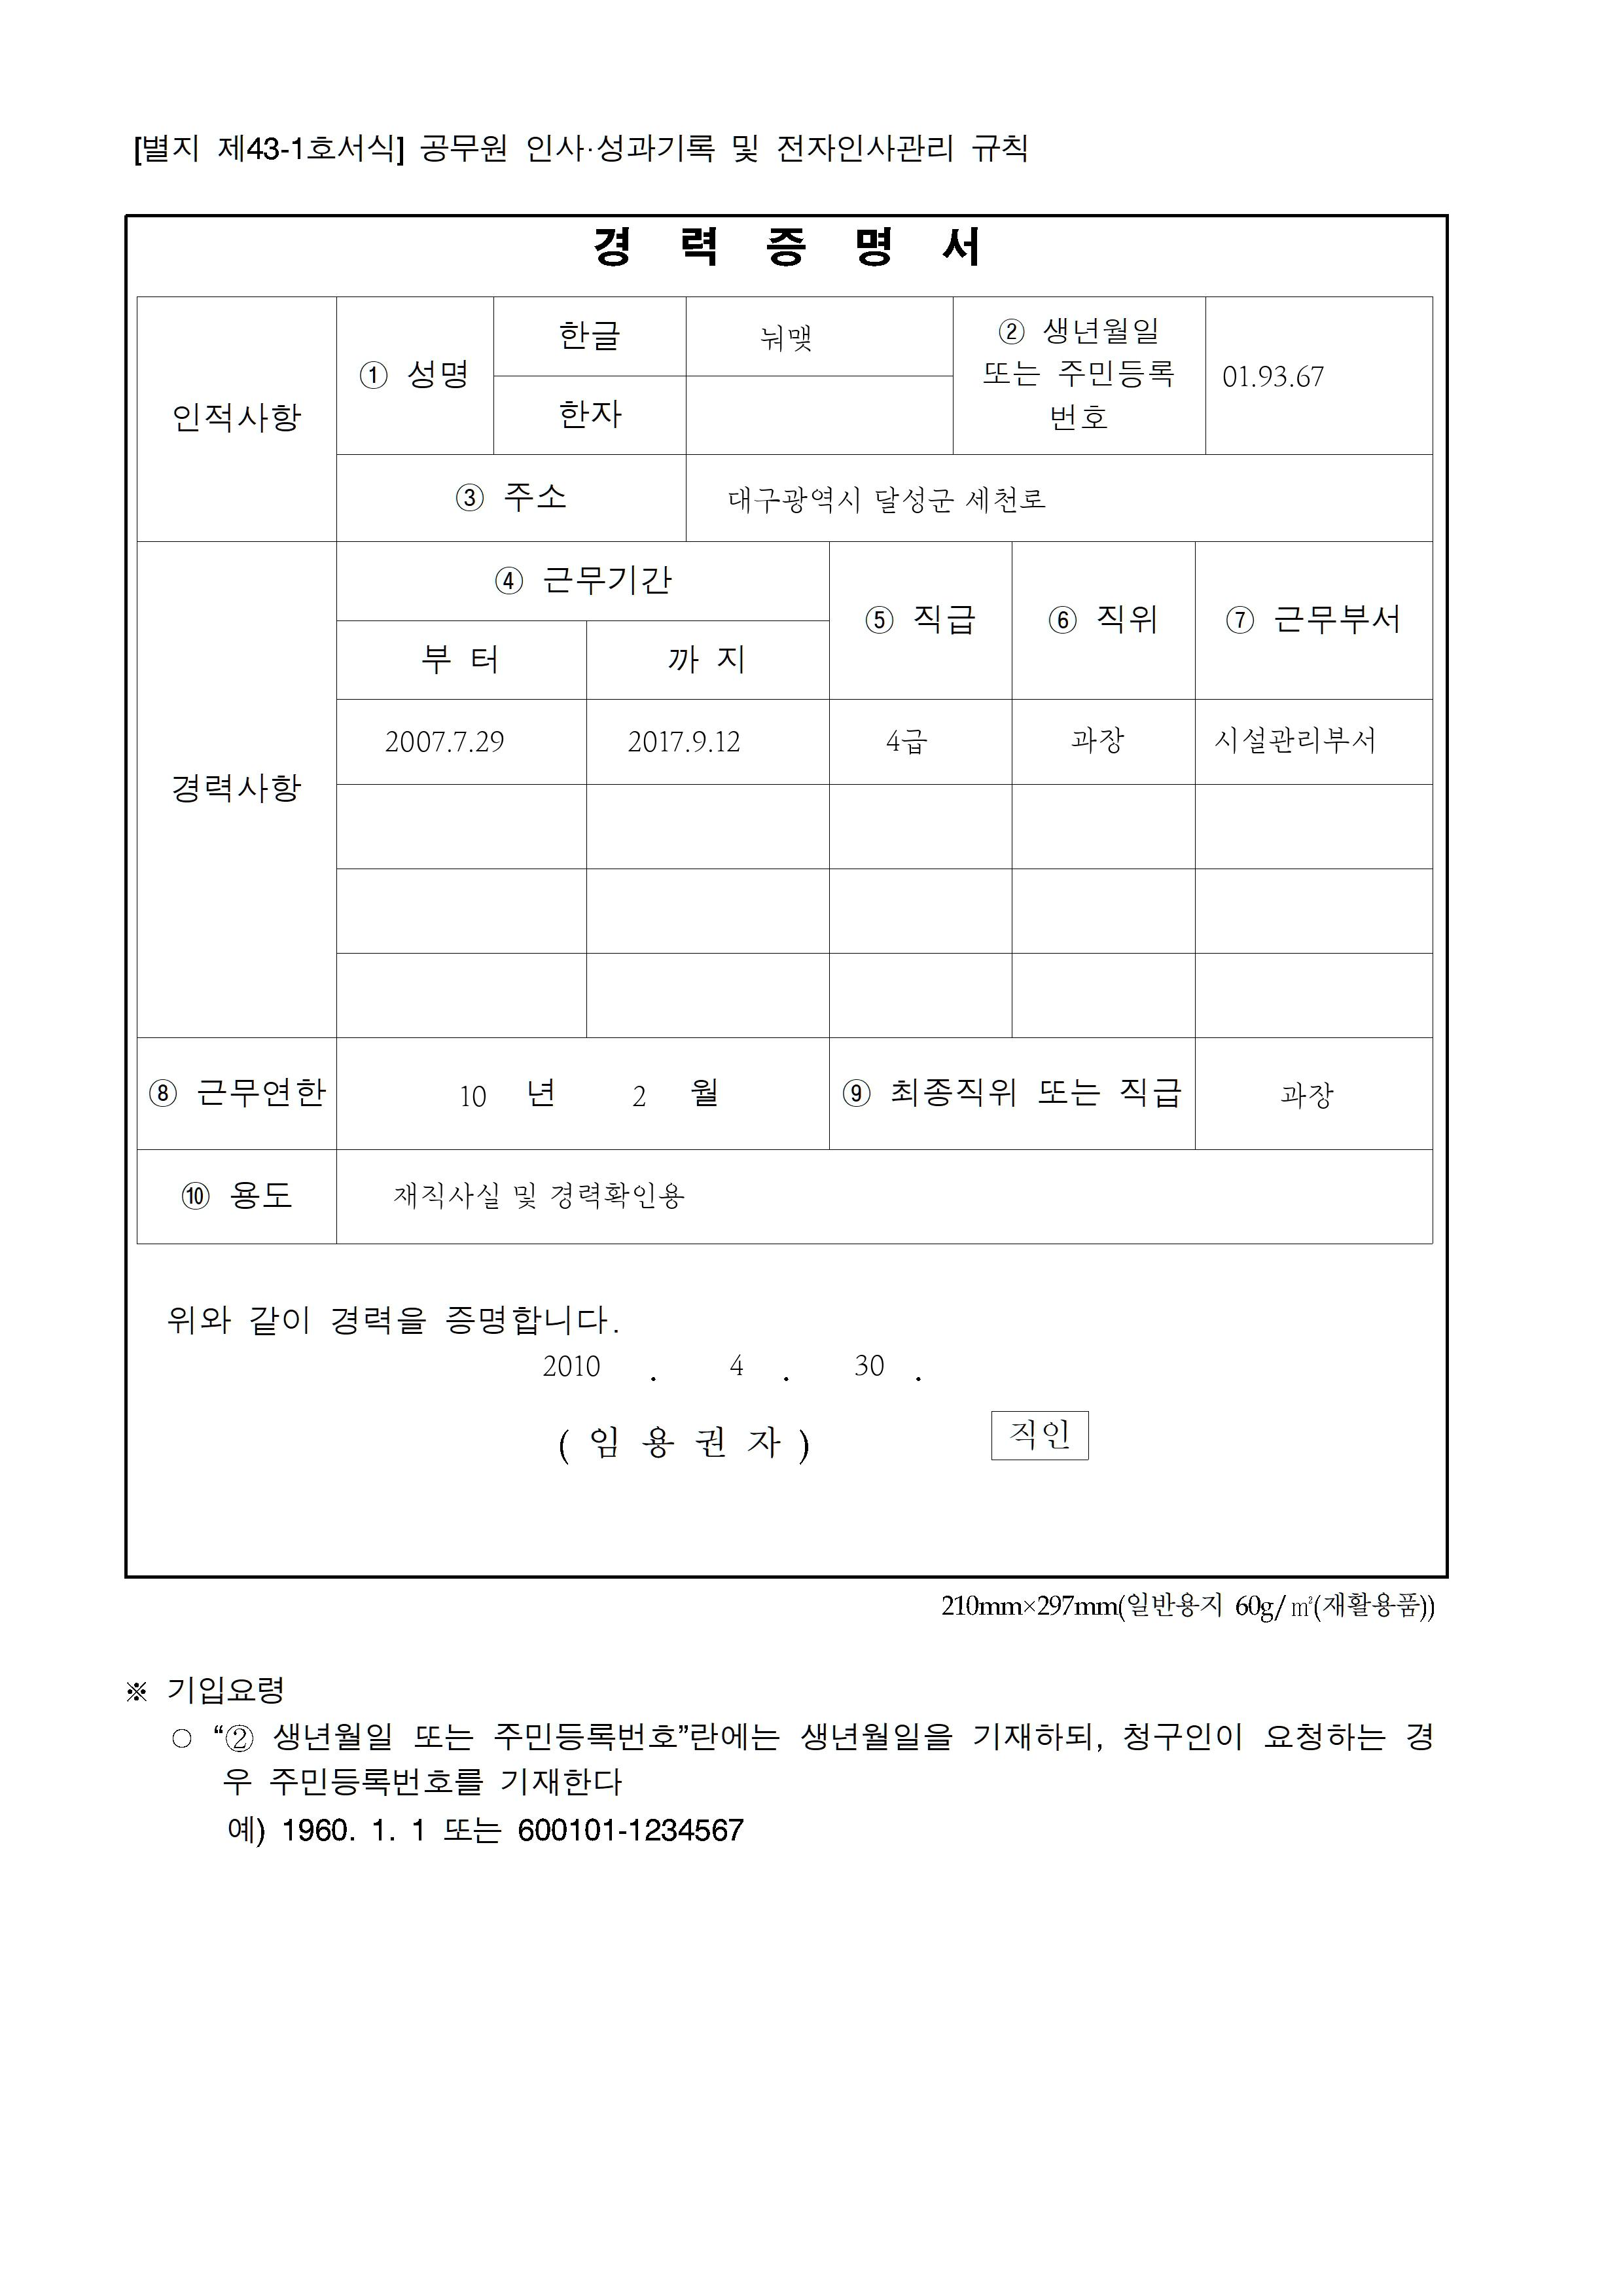 [별지 제43-1호서식] 공무원 인사·성과기록 및 전자인사관리 규칙
경 력 증 명 서
인적사항
① 성명
한글
눠맻
한자
② 생년월일
또는 주민등록
번호
01.93.67
③ 주소
대구광역시 달성군 세천로
경력사항
④ 근무기간
⑤ 직급
⑥ 직위
⑦ 근무부서
부 터
까 지
2007.7.29
2017.9.12
4급
과장
시설관리부서
⑧ 근무연한
10 년 2 월
⑨ 최종직위 또는 직급
과장
⑩ 용도
재직사실 및 경력확인용
위와 같이 경력을 증명합니다.
2010 . 4 . 30 .
( 임 용 권 자 )
직인
210mm×297mm(일반용지 60g/㎡(재활용품))
※ 기입요령
○ “② 생년월일 또는 주민등록번호”란에는 생년월일을 기재하되, 청구인이 요청하는 경
우 주민등록번호를 기재한다
예) 1960. 1. 1 또는 600101-1234567